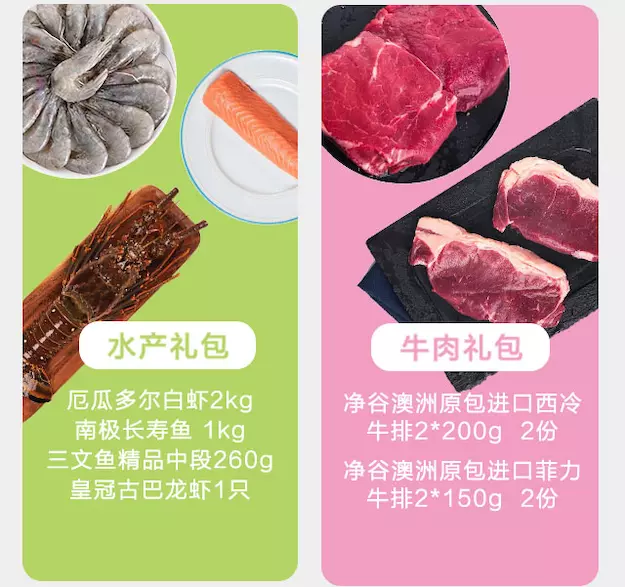 水产礼包
厄瓜多尔白虾2kg
南极长寿鱼 1kg
三文鱼精品中段260g
皇冠古巴龙虾1只
牛肉礼包
净谷澳洲原包进口西冷
牛排2*200g 2份
净谷澳洲原包进口菲力
牛排2*150g 2份